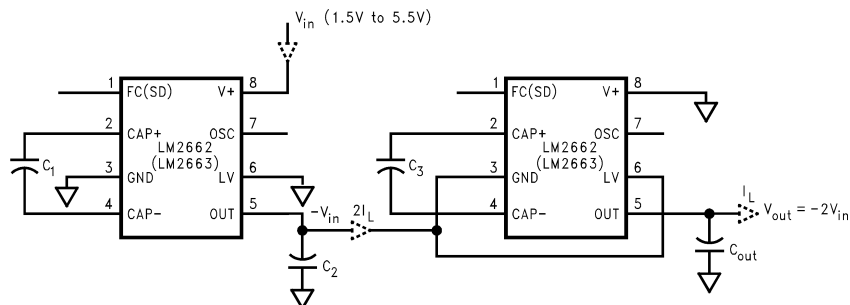 V_in (1.5V to 5.5V)
1 FC(SD) V+ 8
2 CAP+ OSC 7
LM2662
(LM2663)
C_1
3 GND LV 6
4 CAP- OUT 5
-V_in
2I_L
C_2
1 FC(SD) V+ 8
2 CAP+ OSC 7
LM2662
(LM2663)
C_3
3 GND LV 6
4 CAP- OUT 5
I_L
V_out = -2V_in
C_out